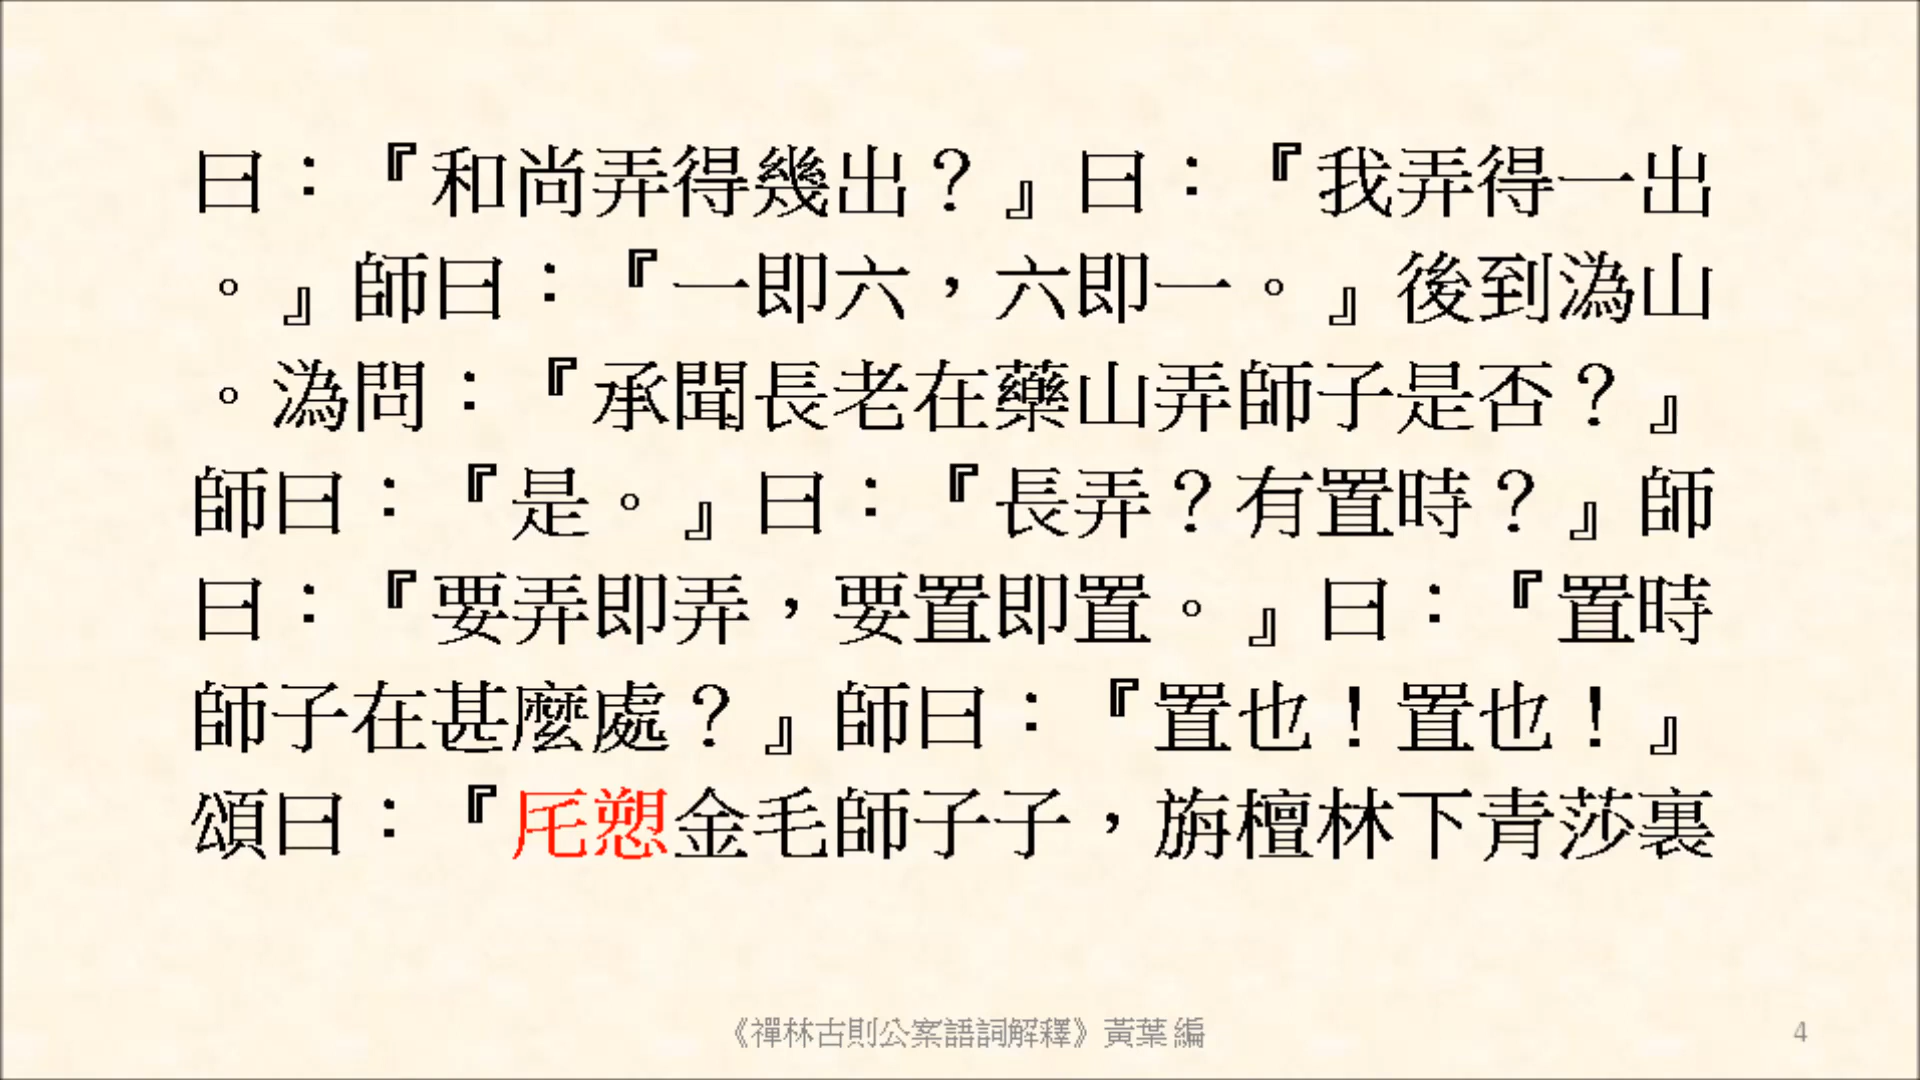 曰：『和尚弄得幾出？』曰：『我弄得一出
。』師曰：『一即六，六即一。』後到溈山
。溈問：『承聞長老在藥山弄師子是否？』
師曰：『是。』曰：『長弄？有置時？』師
曰：『要弄即弄，要置即置。』曰：『置時
師子在甚麼處？』師曰：『置也！置也！』
頌曰：『㞎愬金毛師子子，旃檀林下青莎裏
《禪林古則公案語詞解釋》黃葉 編
4